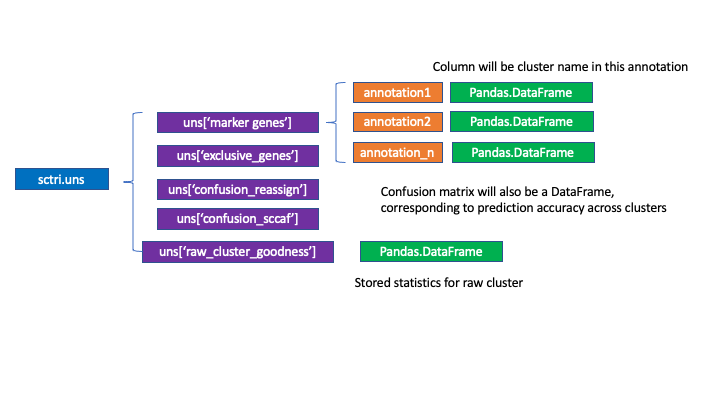 Column will be cluster name in this annotation
annotation1 Pandas.DataFrame
uns[‘marker genes’] annotation2 Pandas.DataFrame
uns[‘exclusive_genes’] annotation_n Pandas.DataFrame
sctri.uns
uns[‘confusion_reassign’]
Confusion matrix will also be a DataFrame,
corresponding to prediction accuracy across clusters
uns[‘confusion_sccaf’]
uns[‘raw_cluster_goodness’] Pandas.DataFrame
Stored statistics for raw cluster